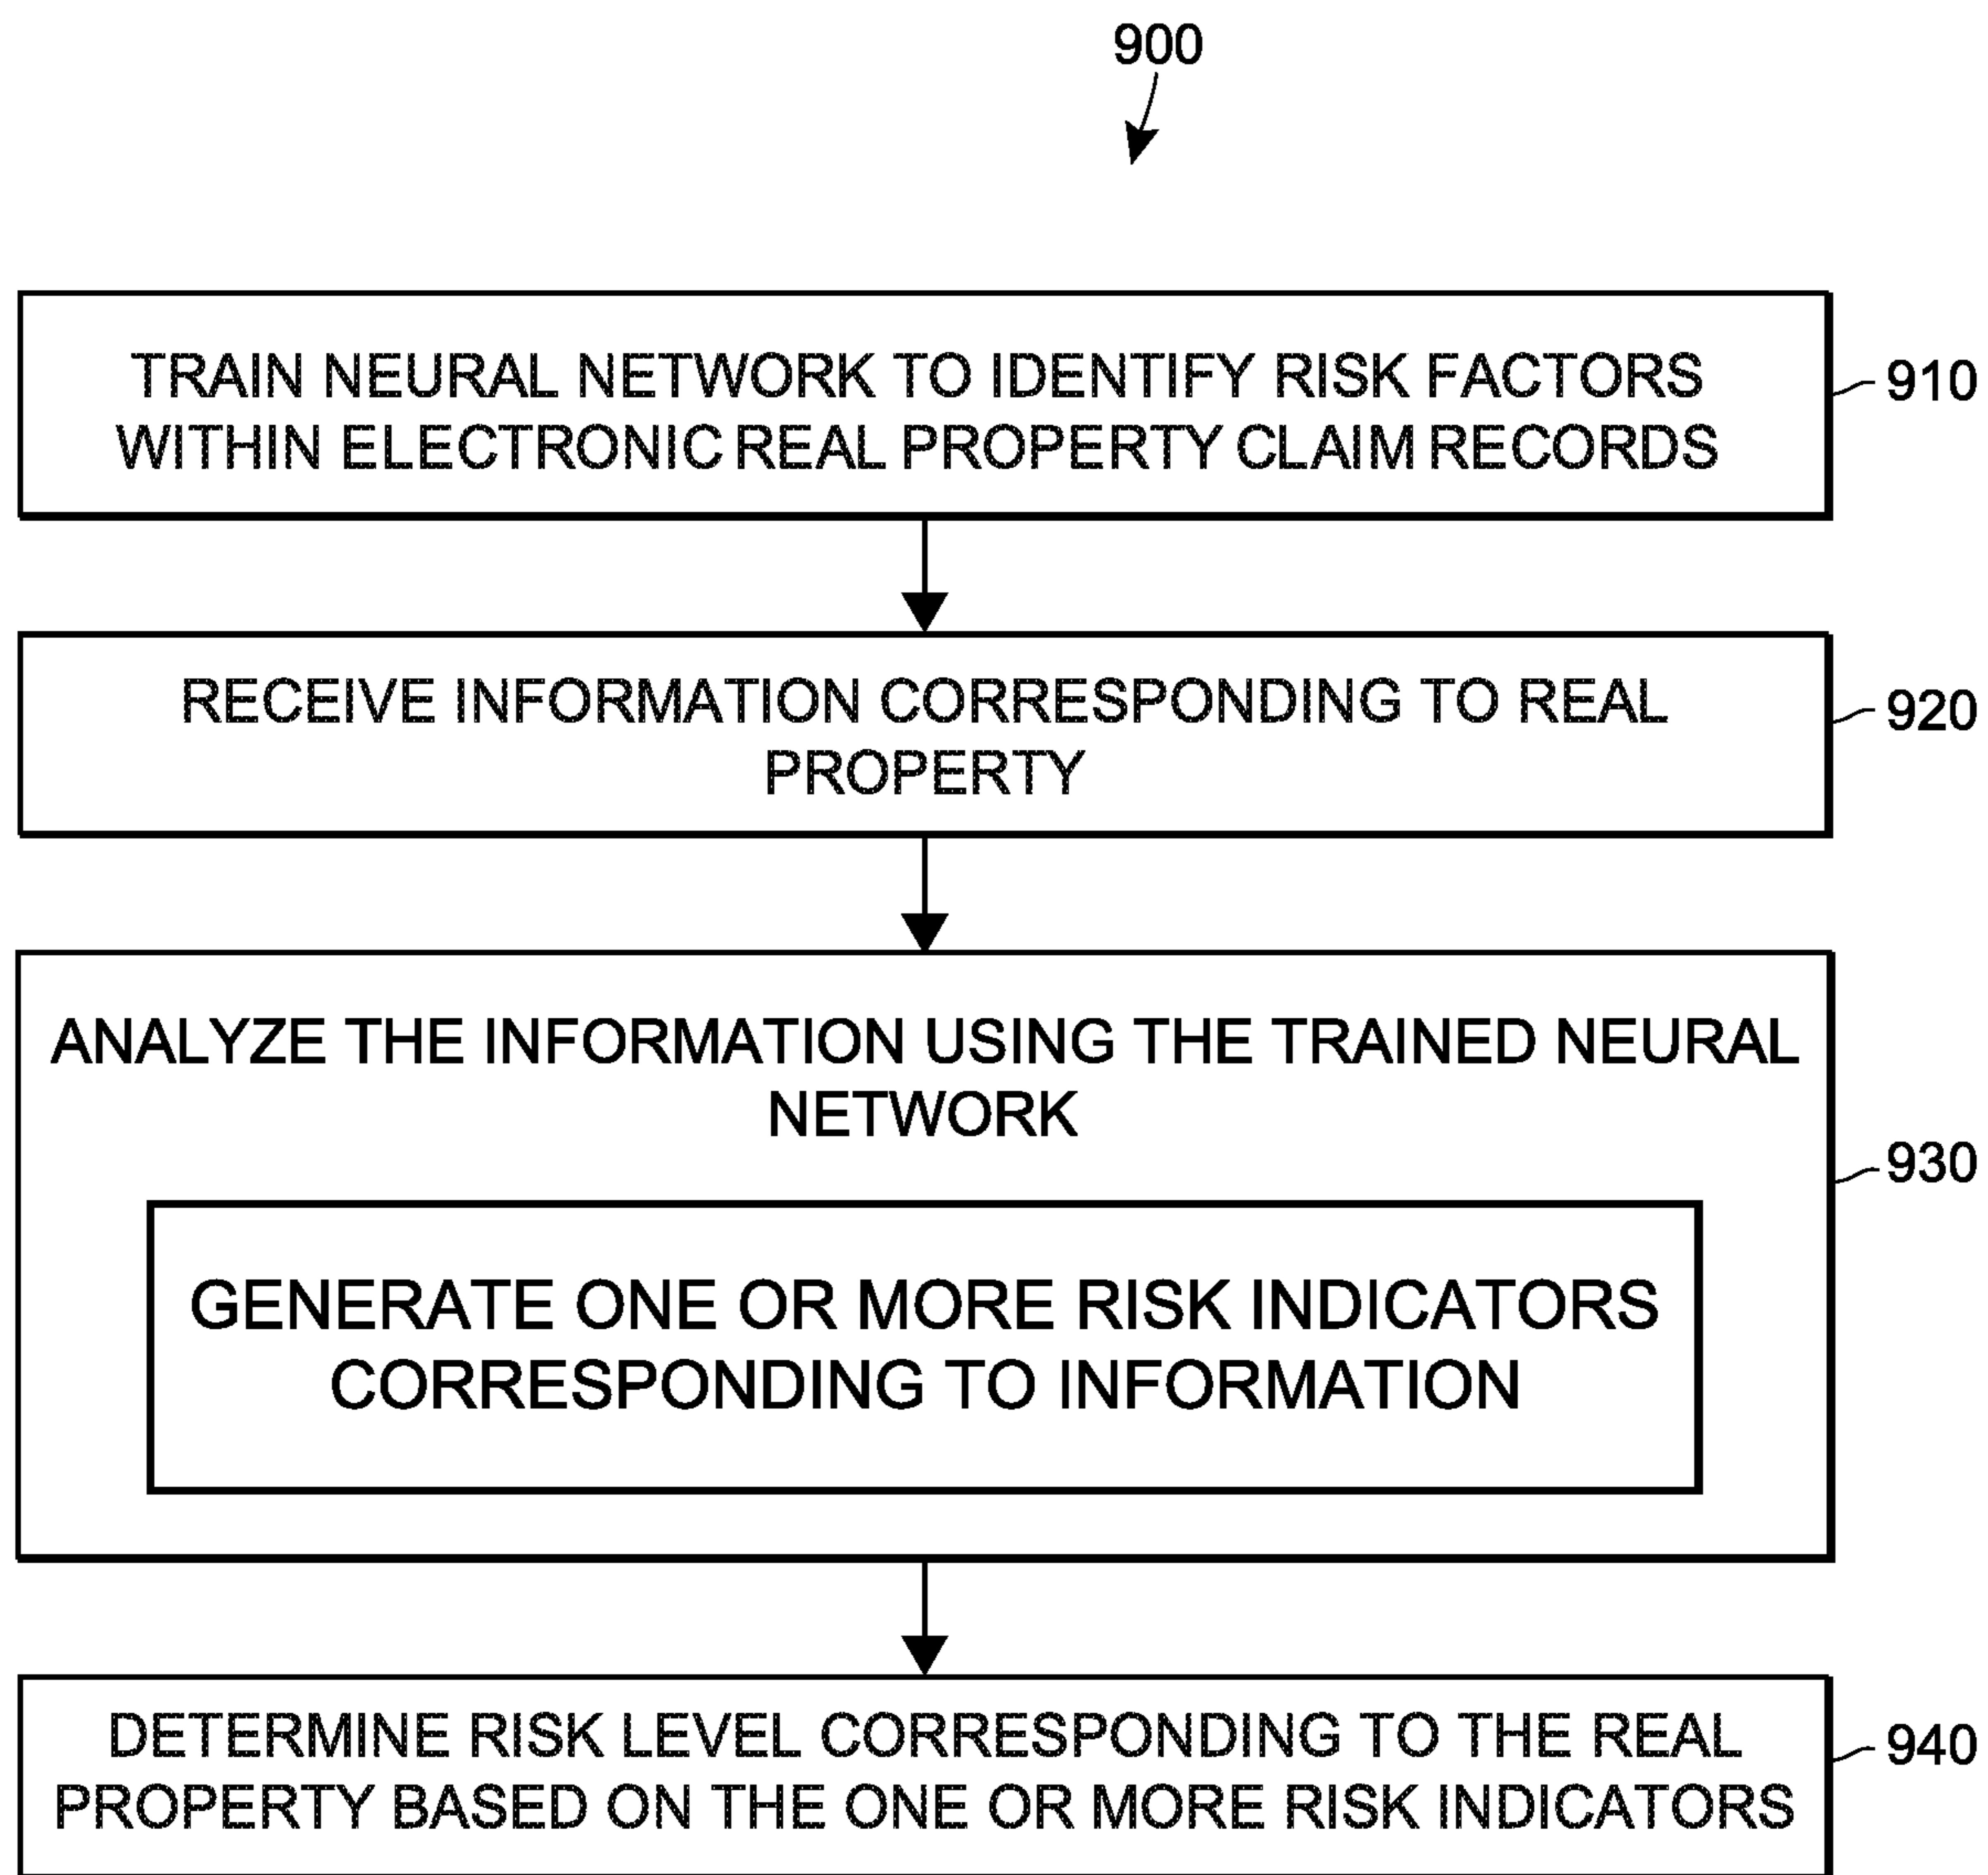 900
TRAIN NEURAL NETWORK TO IDENTIFY RISK FACTORS
WITHIN ELECTRONIC REAL PROPERTY CLAIM RECORDS
910
RECEIVE INFORMATION CORRESPONDING TO REAL
PROPERTY
920
ANALYZE THE INFORMATION USING THE TRAINED NEURAL
NETWORK
930
GENERATE ONE OR MORE RISK INDICATORS
CORRESPONDING TO INFORMATION
DETERMINE RISK LEVEL CORRESPONDING TO THE REAL
PROPERTY BASED ON THE ONE OR MORE RISK INDICATORS
940